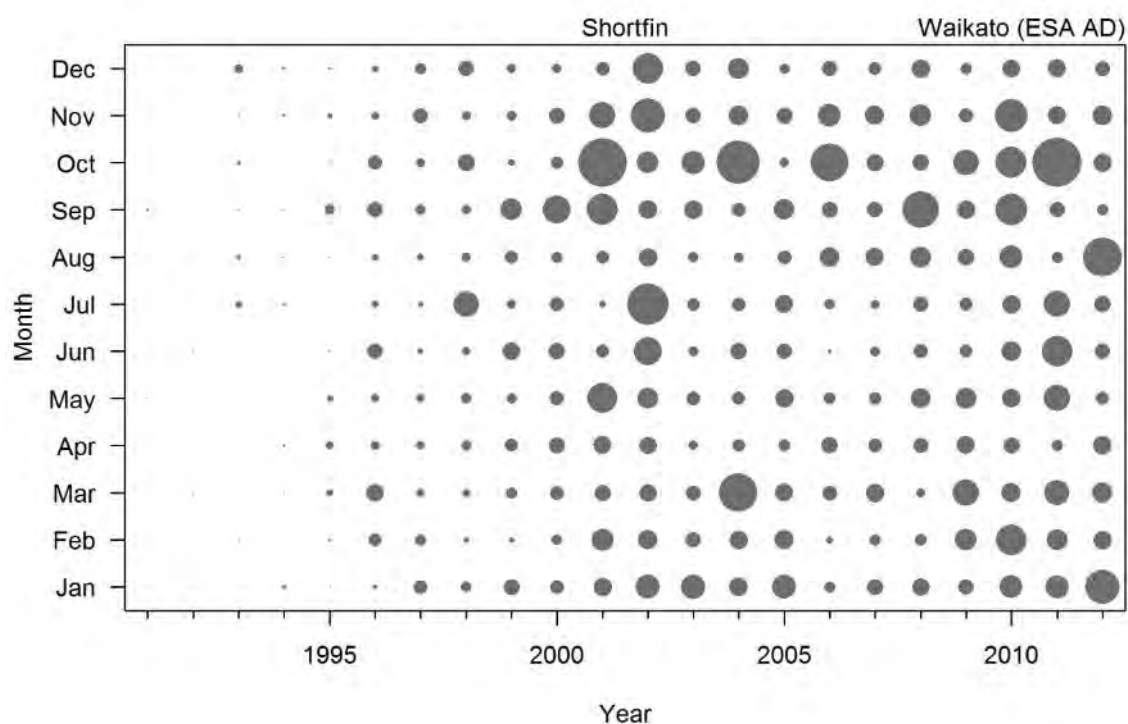 Shortfin Waikato (ESA AD)
Dec
Nov
Oct
Sep
Aug
Jul
Jun
May
Apr
Mar
Feb
Jan
Month
1995 2000 2005 2010
Year